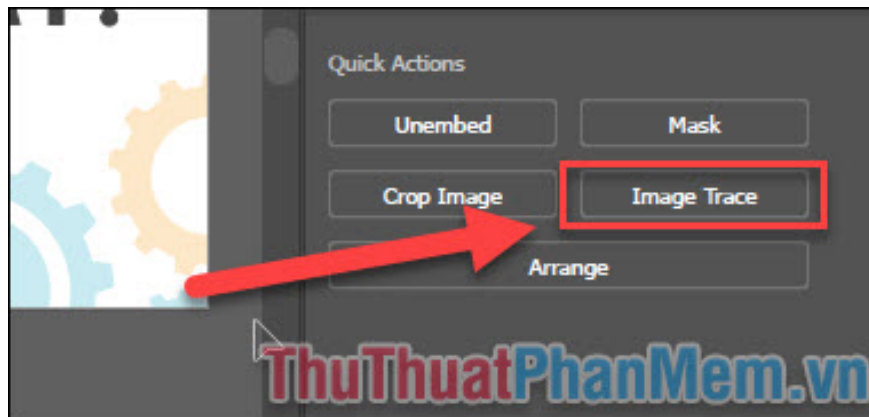 Quick Actions
Unembed
Mask
Crop Image
Image Trace
Arrange
ThuThuatPhanMem.vn